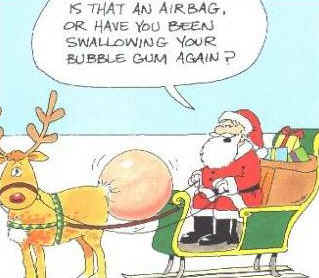 IS THAT AN AIRBAG,
OR HAVE YOU BEEN
SWALLOWING YOUR
BUBBLE GUM AGAIN?